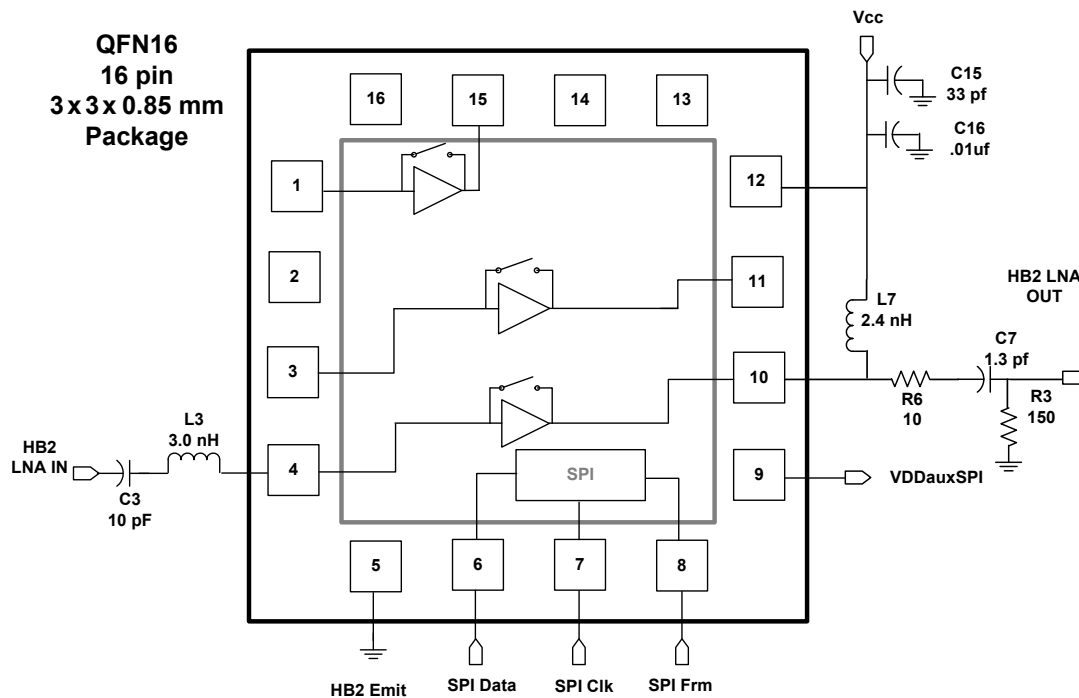 QFN16
16 pin
3 x 3 x 0.85 mm
Package
Vcc
C15
33 pf
C16
.01uf
16
15
14
13
1
12
2
11
HB2 LNA
OUT
L7
2.4 nH
C7
1.3 pf
3
10
R6
10
R3
150
L3
3.0 nH
HB2
LNA IN
4
C3
10 pF
SPI
9
VDDauxSPI
5
6
7
8
HB2 Emit
SPI Data
SPI Clk
SPI Frm